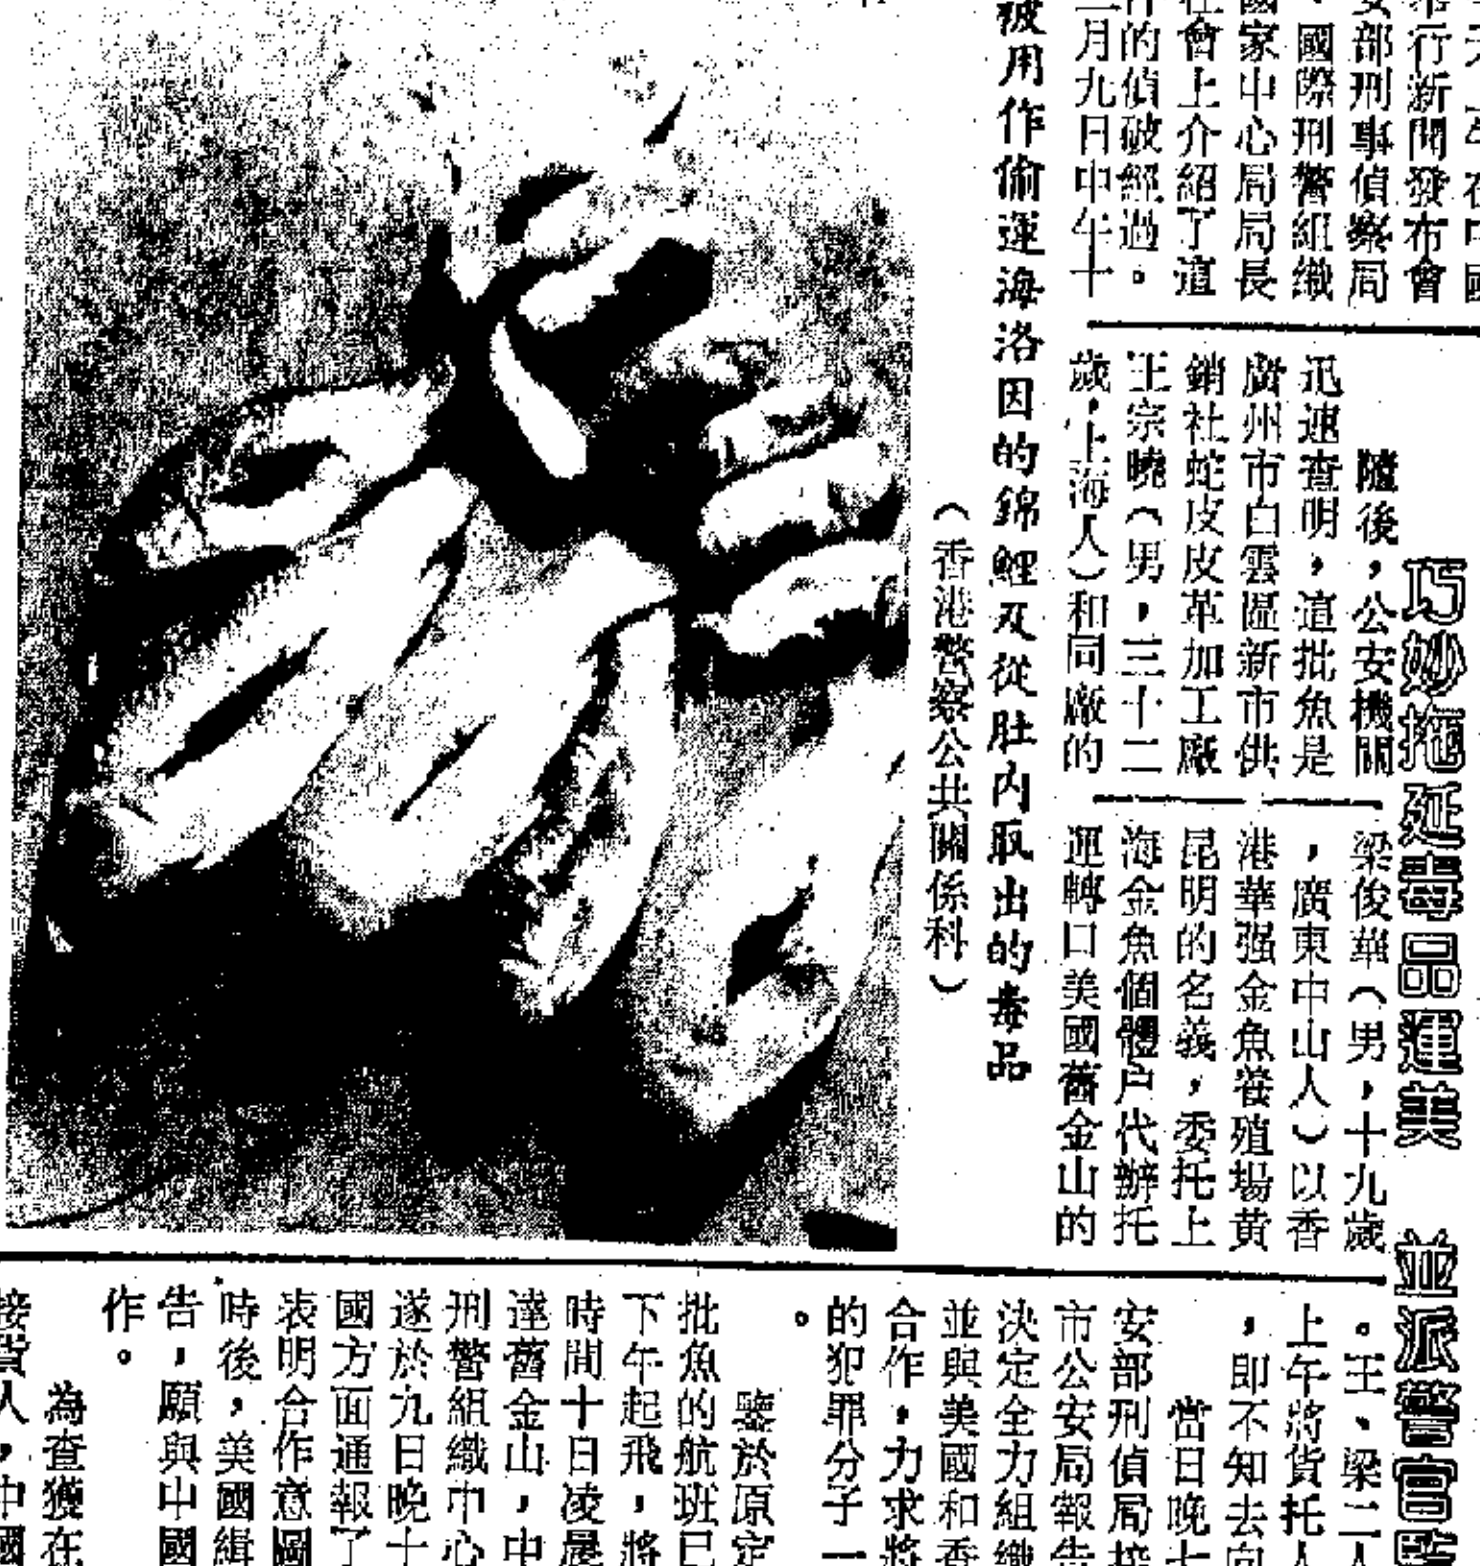 行新聞發布會
安部刑事偵察局
、國際刑警組織
國家中心局局長
會上介紹了這
的偵破經過。
月九日中午十
巧妙拖延毒品運美 並派警官
隨後，公安機關
迅速查明，這批魚是
廣州市白雲區新市供
銷社蛇皮皮革加工廠
王宗曉（男，三十二
歲，上海人）和同廠的
梁俊華（男，十九歲
，廣東中山人）以香
港華强金魚養殖場黄
昆明的名義，委托上
海金魚個體户代辦托
運轉口美國舊金山的
被用作偷運海洛因的錦鯉及從肚内取出的毒品
（香港警察公共關係科）
。王、梁二人
上午將貨托
，即不知去向
當日晚七
安部刑偵局接
市公安局報告
決定全力組織
並與美國和香
合作，力求將
的犯罪分子一
。
鑒於原定
批魚的航班已
下午起飛，將
時間十日凌晨
達舊金山，中
刑警組織中心
遂於九日晚十
國方面通報了
表明合作意圖
時後，美國緝
告，願與中國
作。
為查獲在
接貨人，中國